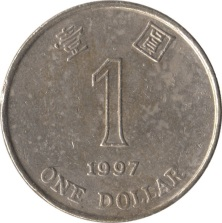 壹 圓
1
1997
ONE DOLLAR